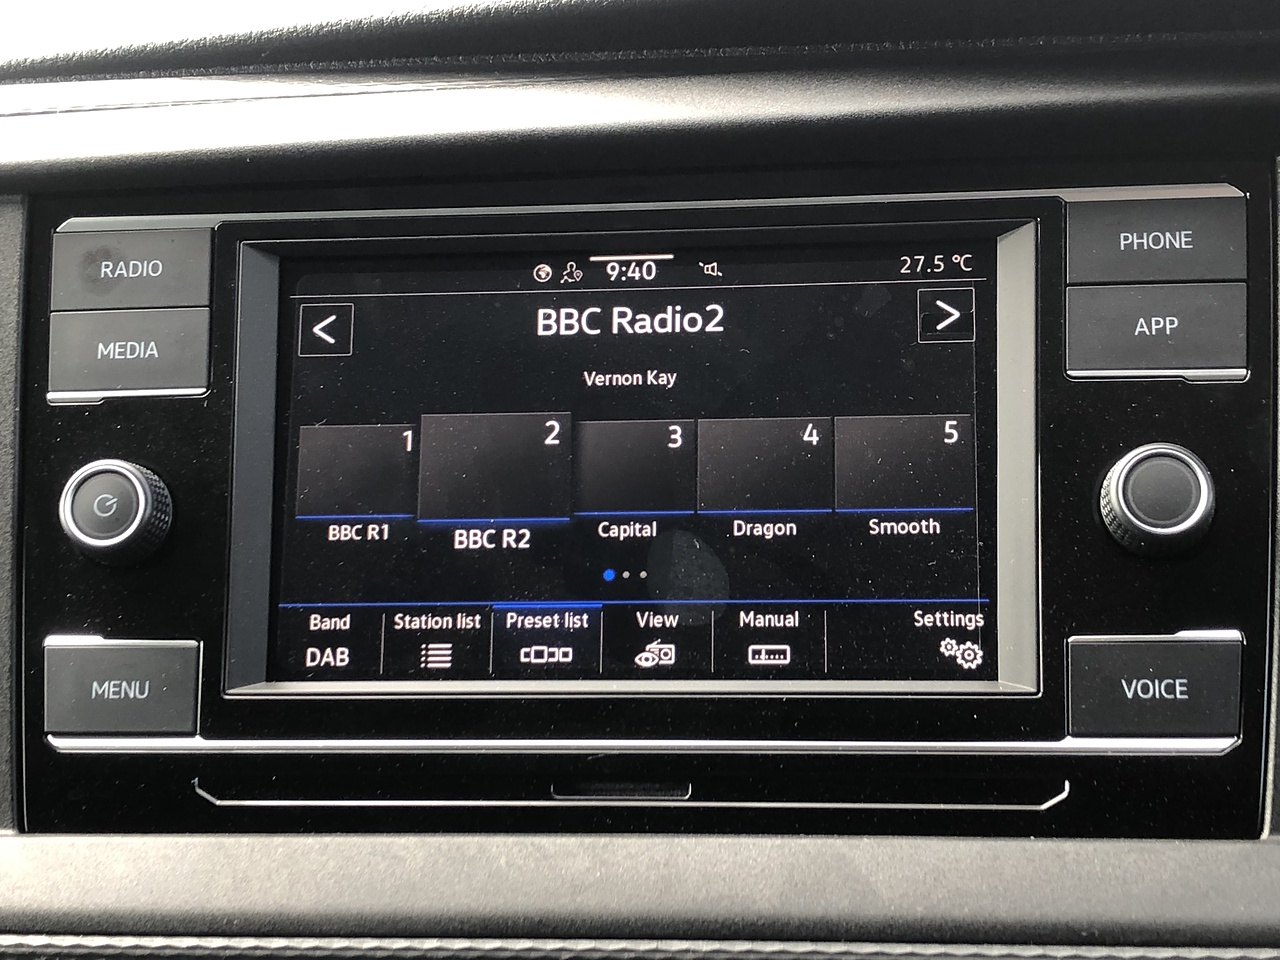 RADIO
MEDIA
MENU
PHONE
APP
VOICE
9:40
27.5 °C
< BBC Radio2 >
Vernon Kay
1 2 3 4 5
BBC R1 BBC R2 Capital Dragon Smooth
Band Station list Preset list View Manual Settings
DAB